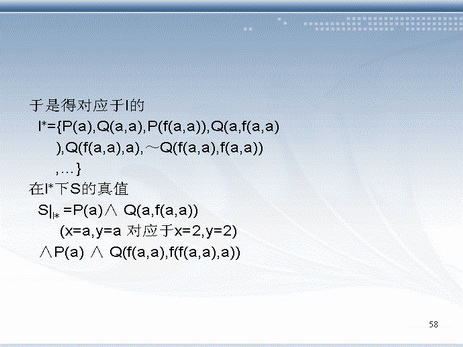 于是得对应于I的
I*={P(a),Q(a,a),P(f(a,a)),Q(a,f(a,a)
),Q(f(a,a),a),~Q(f(a,a),f(a,a))
,…}
在I*下S的真值
S|I* =P(a)∧ Q(a,f(a,a))
(x=a,y=a 对应于x=2,y=2)
∧P(a) ∧ Q(f(a,a),f(f(a,a),a))
58